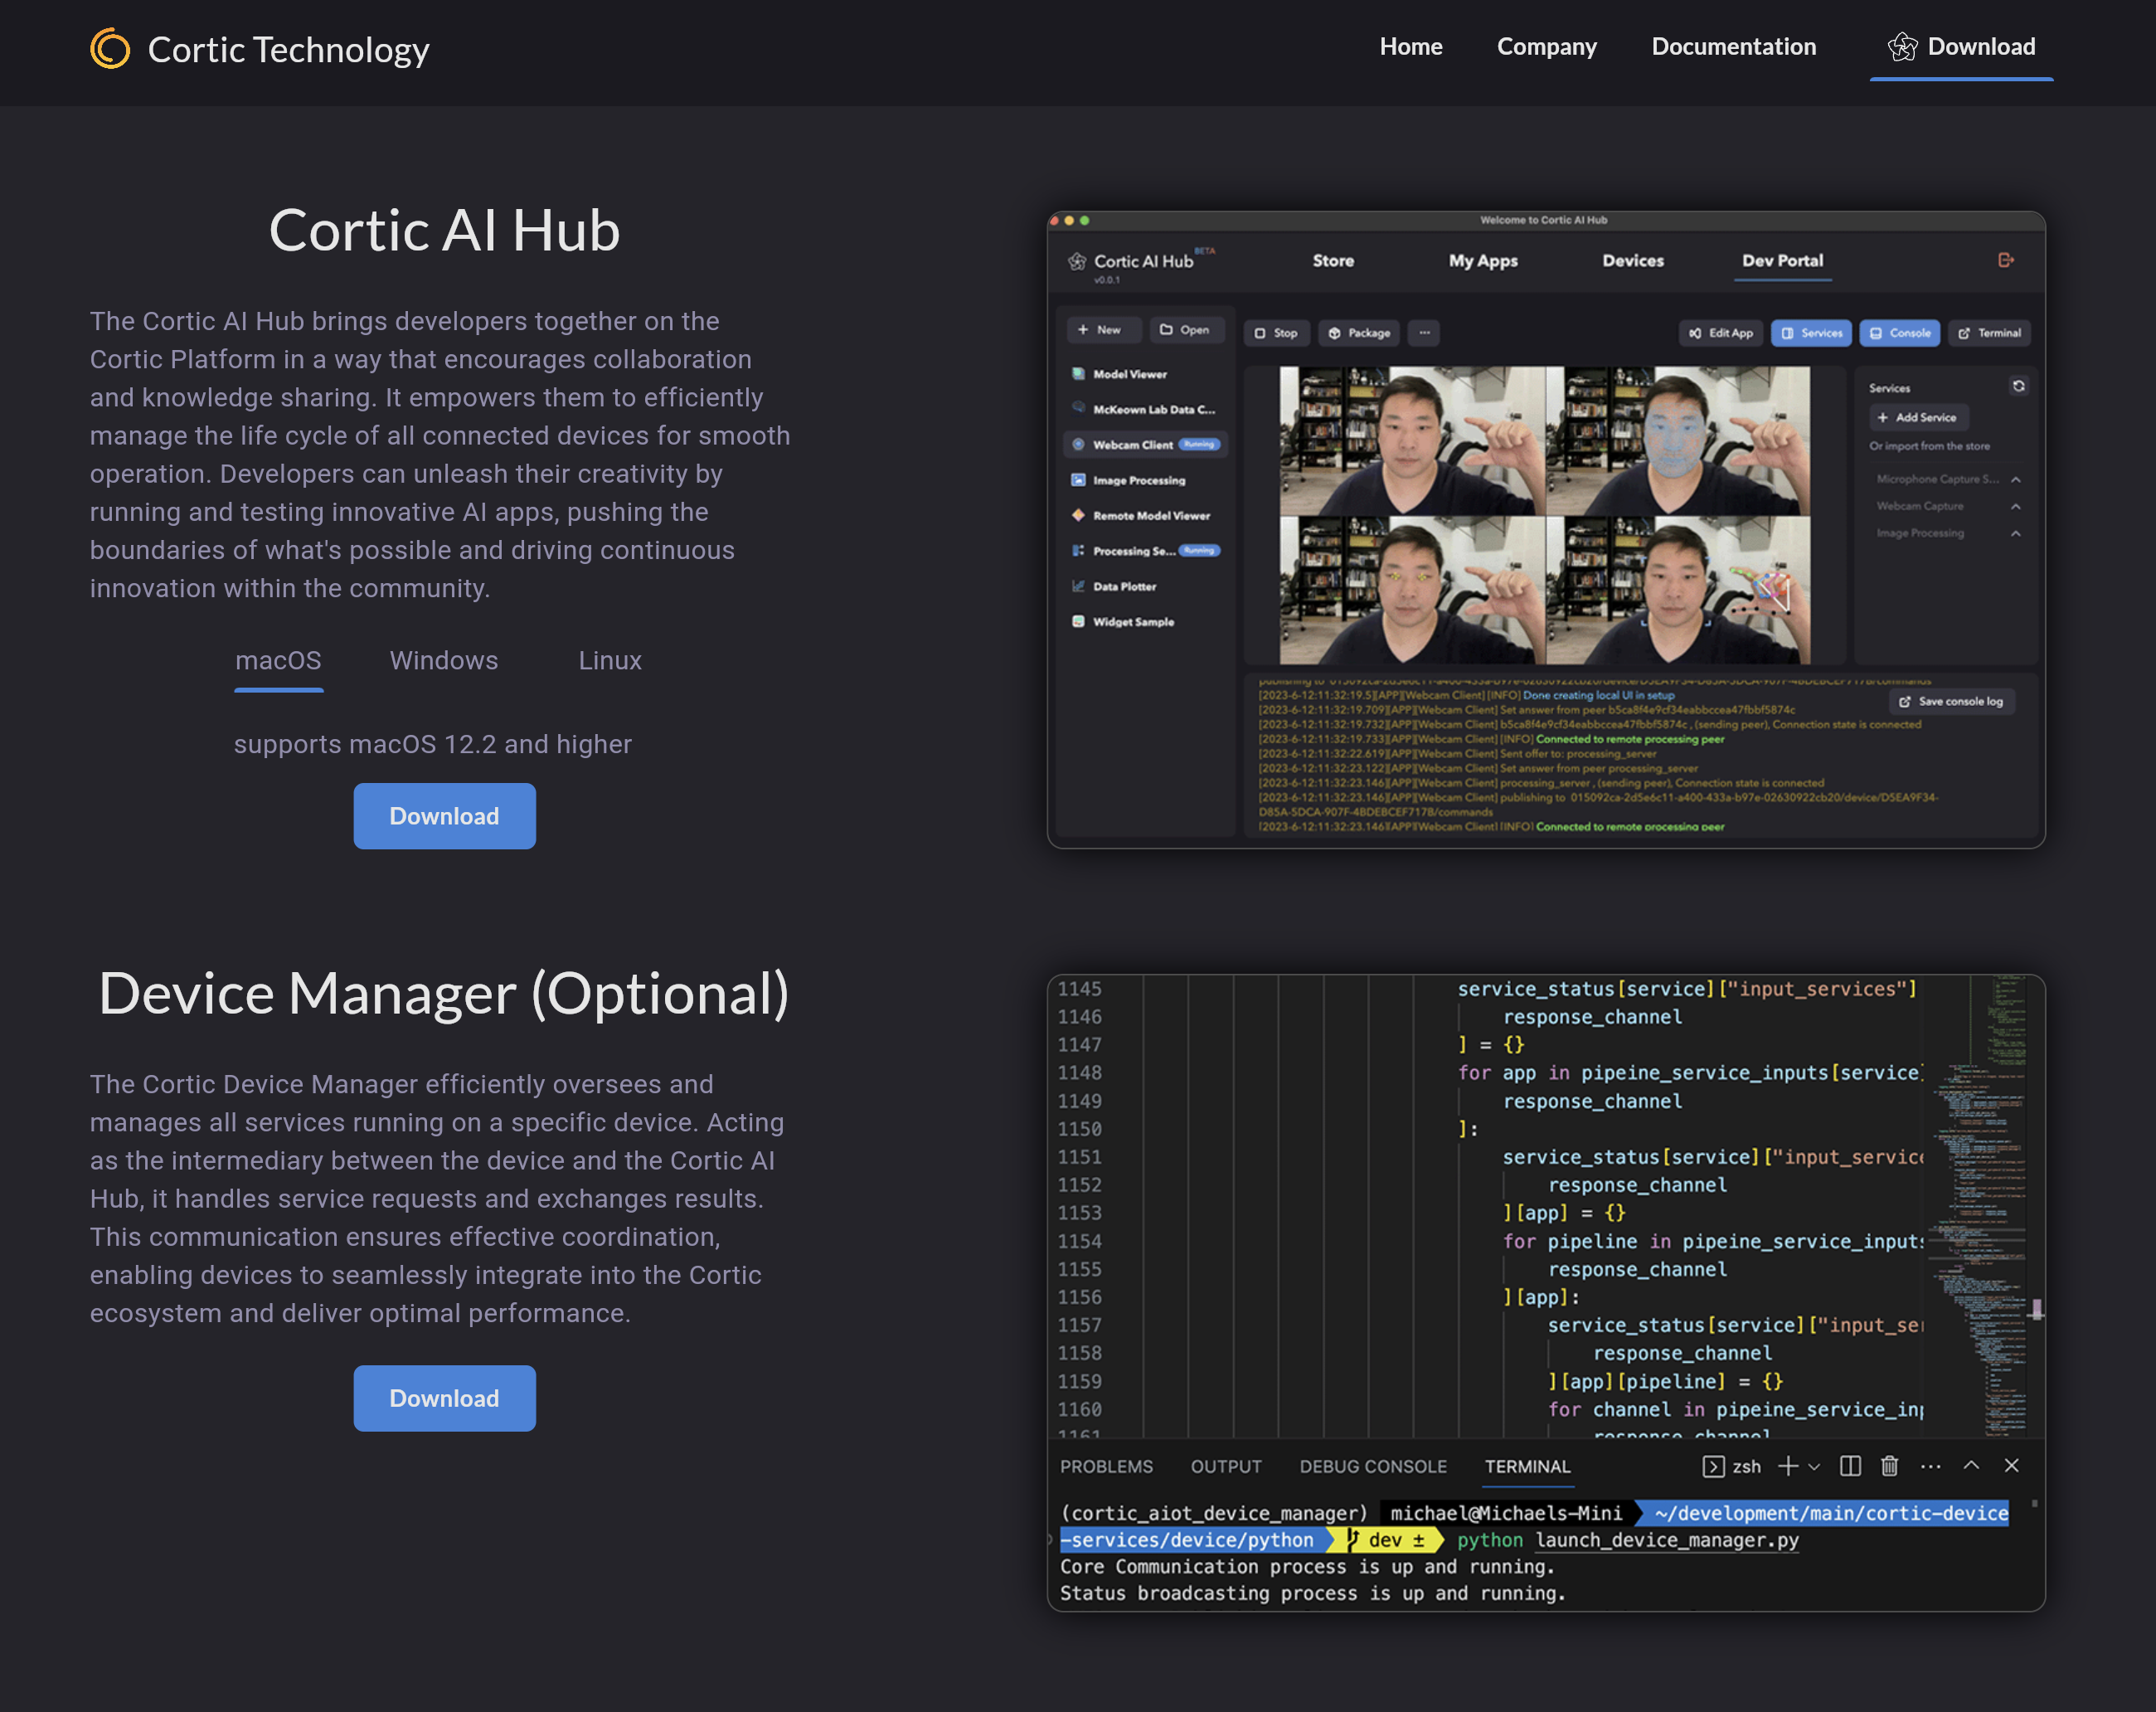 Cortic Technology
Home
Company
Documentation
Download
Cortic AI Hub
The Cortic AI Hub brings developers together on the
Cortic Platform in a way that encourages collaboration
and knowledge sharing. It empowers them to efficiently
manage the life cycle of all connected devices for smooth
operation. Developers can unleash their creativity by
running and testing innovative AI apps, pushing the
boundaries of what's possible and driving continuous
innovation within the community.
macOS
Windows
Linux
supports macOS 12.2 and higher
Download
Welcome to Cortic AI Hub
Cortic AI Hub BETA
v0.0.1
Store
My Apps
Devices
Dev Portal
New
Open
Stop
Package
...
Edit App
Services
Console
Terminal
Model Viewer
McKeown Lab Data C...
Webcam Client Running
Image Processing
Remote Model Viewer
Processing Se... Running
Data Plotter
Widget Sample
Services
+ Add Service
Or import from the store
Microphone Capture S...
Webcam Capture
Image Processing
Save console log
publishing to 015092ca-2d5e6c11-a400-433a-b97e-02630922cb20/device/D5EA9F34-D85A-5DCA-907F-4BDEBCEF717B/commands
[2023-6-12:11:32:19.5][APP][Webcam Client] [INFO] Done creating local UI in setup
[2023-6-12:11:32:19.709][APP][Webcam Client] Set answer from peer b5ca8f4e9cf34eabbccea47fbbf5874c
[2023-6-12:11:32:19.732][APP][Webcam Client] b5ca8f4e9cf34eabbccea47fbbf5874c , (sending peer), Connection state is connected
[2023-6-12:11:32:19.733][APP][Webcam Client] [INFO] Connected to remote processing peer
[2023-6-12:11:32:22.619][APP][Webcam Client] Sent offer to: processing_server
[2023-6-12:11:32:23.122][APP][Webcam Client] Set answer from peer processing_server
[2023-6-12:11:32:23.146][APP][Webcam Client] processing_server , (sending peer), Connection state is connected
[2023-6-12:11:32:23.146][APP][Webcam Client] publishing to 015092ca-2d5e6c11-a400-433a-b97e-02630922cb20/device/D5EA9F34-
D85A-5DCA-907F-4BDEBCEF717B/commands
[2023-6-12:11:32:23.146][APP][Webcam Client] [INFO] Connected to remote processing peer
Device Manager (Optional)
The Cortic Device Manager efficiently oversees and
manages all services running on a specific device. Acting
as the intermediary between the device and the Cortic AI
Hub, it handles service requests and exchanges results.
This communication ensures effective coordination,
enabling devices to seamlessly integrate into the Cortic
ecosystem and deliver optimal performance.
Download
1145 service_status[service]["input_services"]
1146 response_channel
1147 ] = {}
1148 for app in pipeine_service_inputs[service]
1149 response_channel
1150 ]:
1151 service_status[service]["input_service
1152 response_channel
1153 ][app] = {}
1154 for pipeline in pipeine_service_inputs
1155 response_channel
1156 ][app]:
1157 service_status[service]["input_ser
1158 response_channel
1159 ][app][pipeline] = {}
1160 for channel in pipeine_service_inp
1161 response_channel
PROBLEMS
OUTPUT
DEBUG CONSOLE
TERMINAL
zsh
(cortic_aiot_device_manager) michael@Michaels-Mini ~/development/main/cortic-device
-services/device/python dev ± python launch_device_manager.py
Core Communication process is up and running.
Status broadcasting process is up and running.